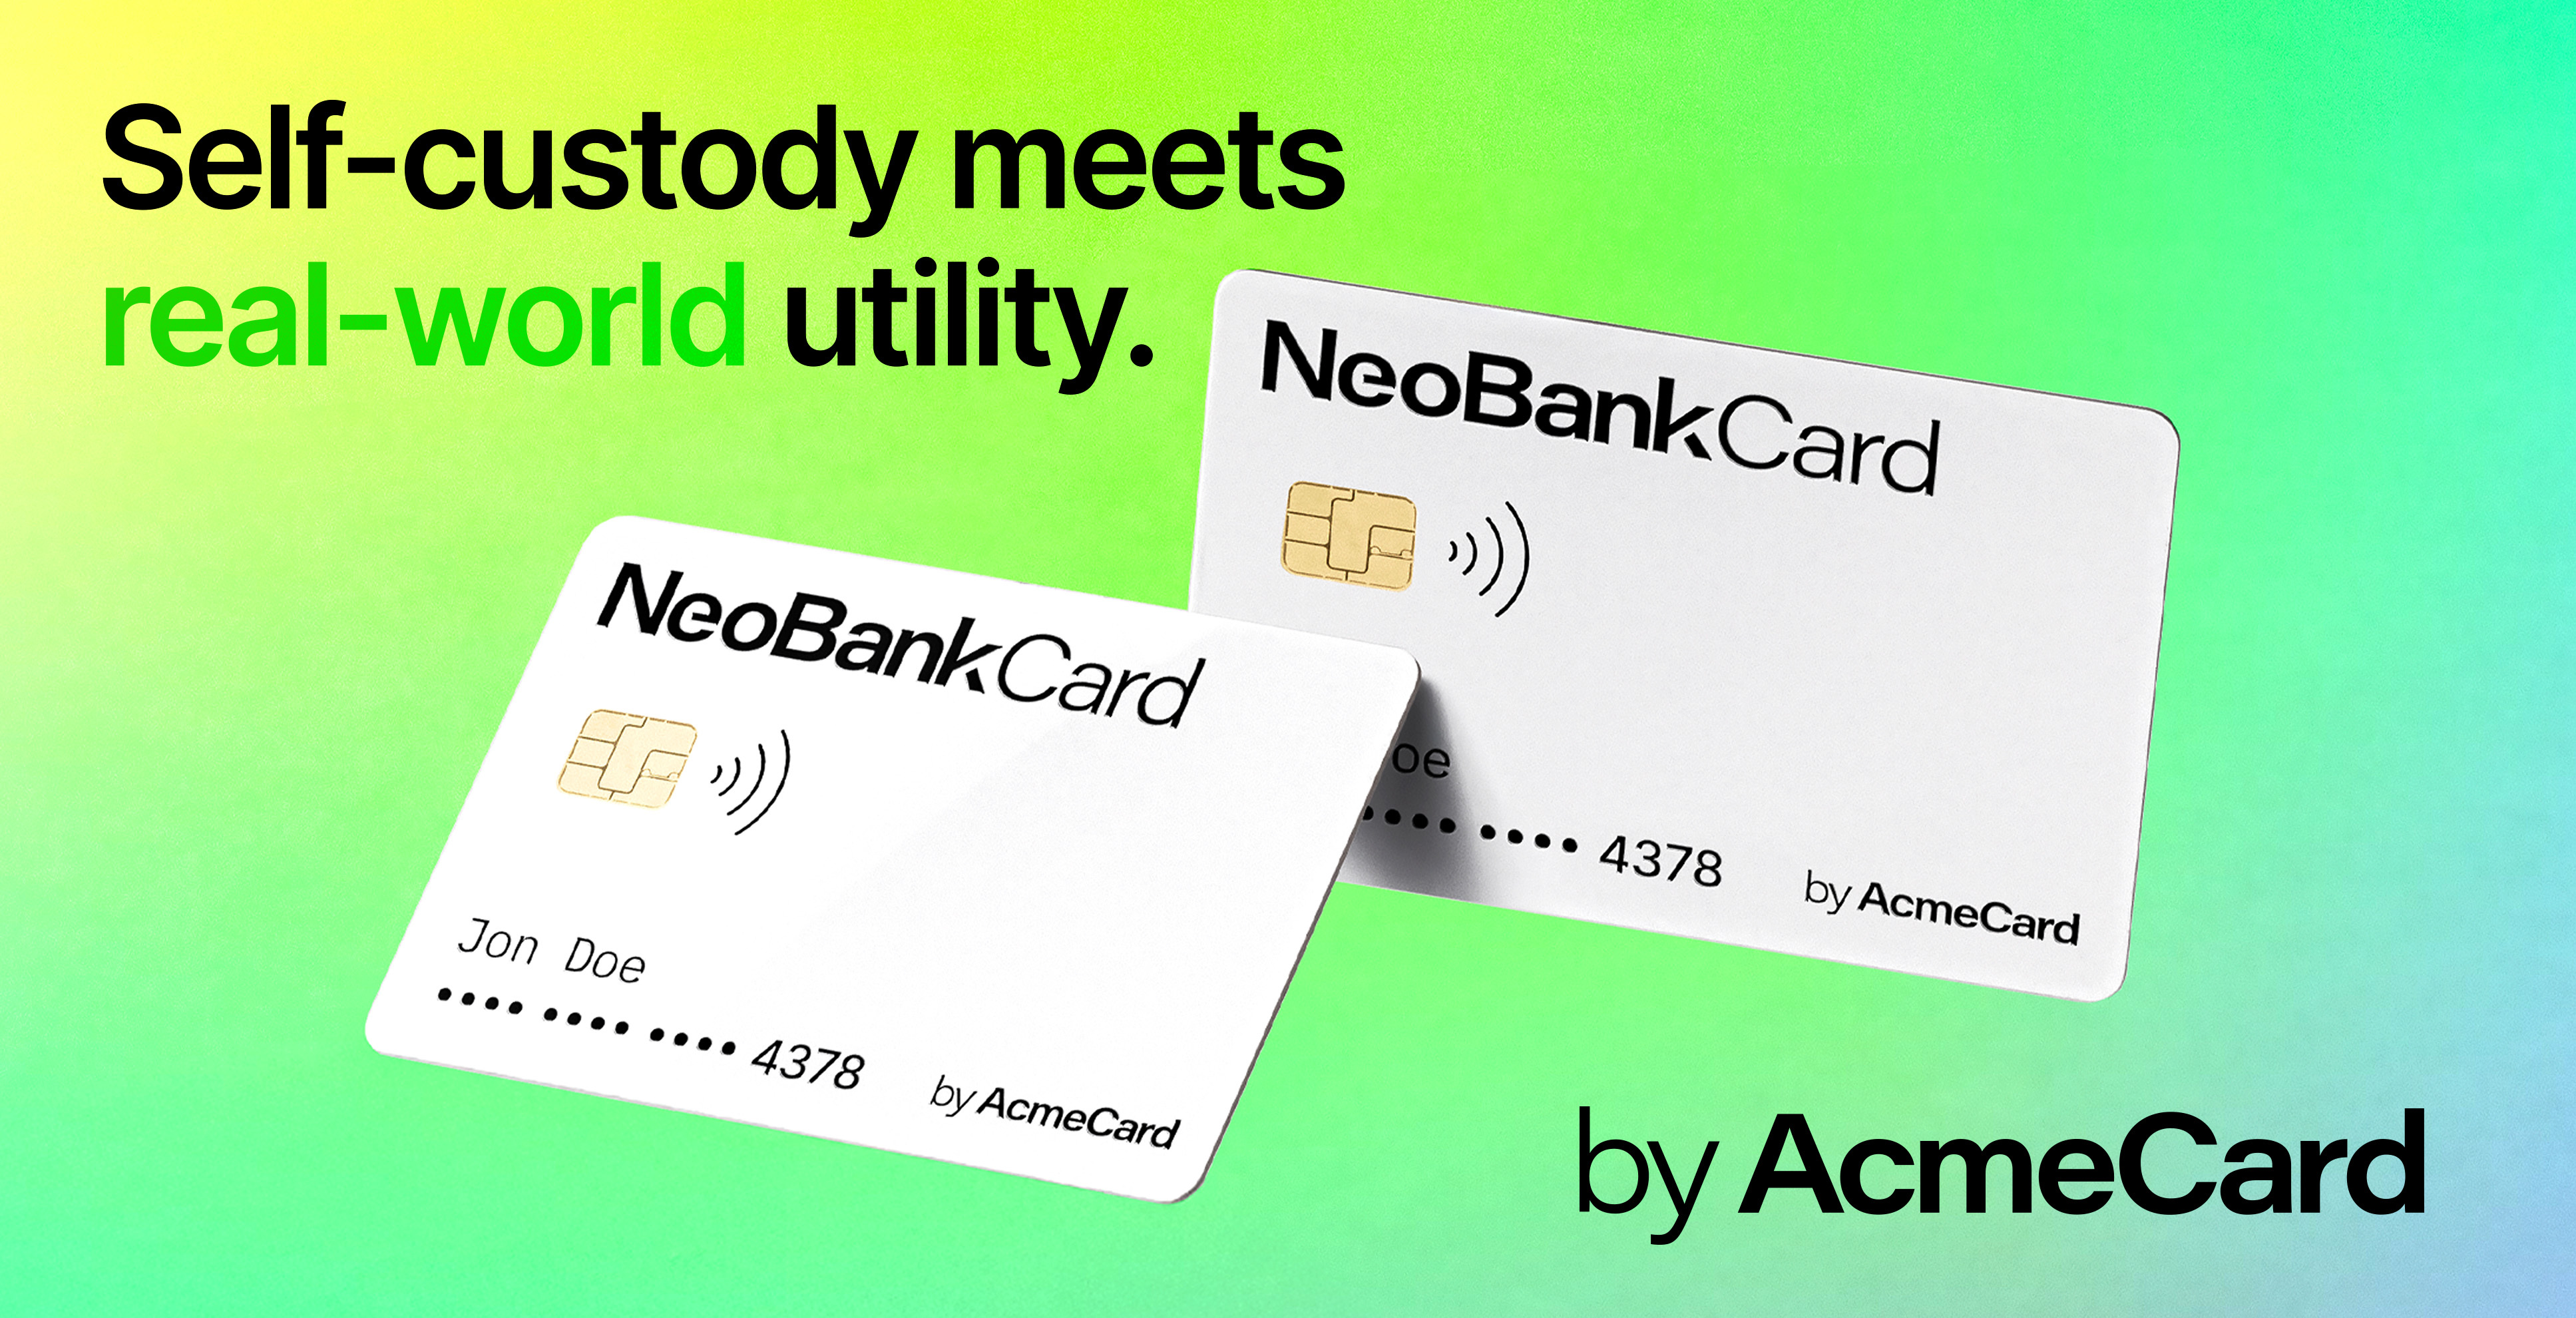 Self-custody meets
real-world utility.
NeoBankCard
oe
•••• •••• 4378
by AcmeCard
NeoBankCard
Jon Doe
•••• •••• •••• 4378
by AcmeCard
by AcmeCard